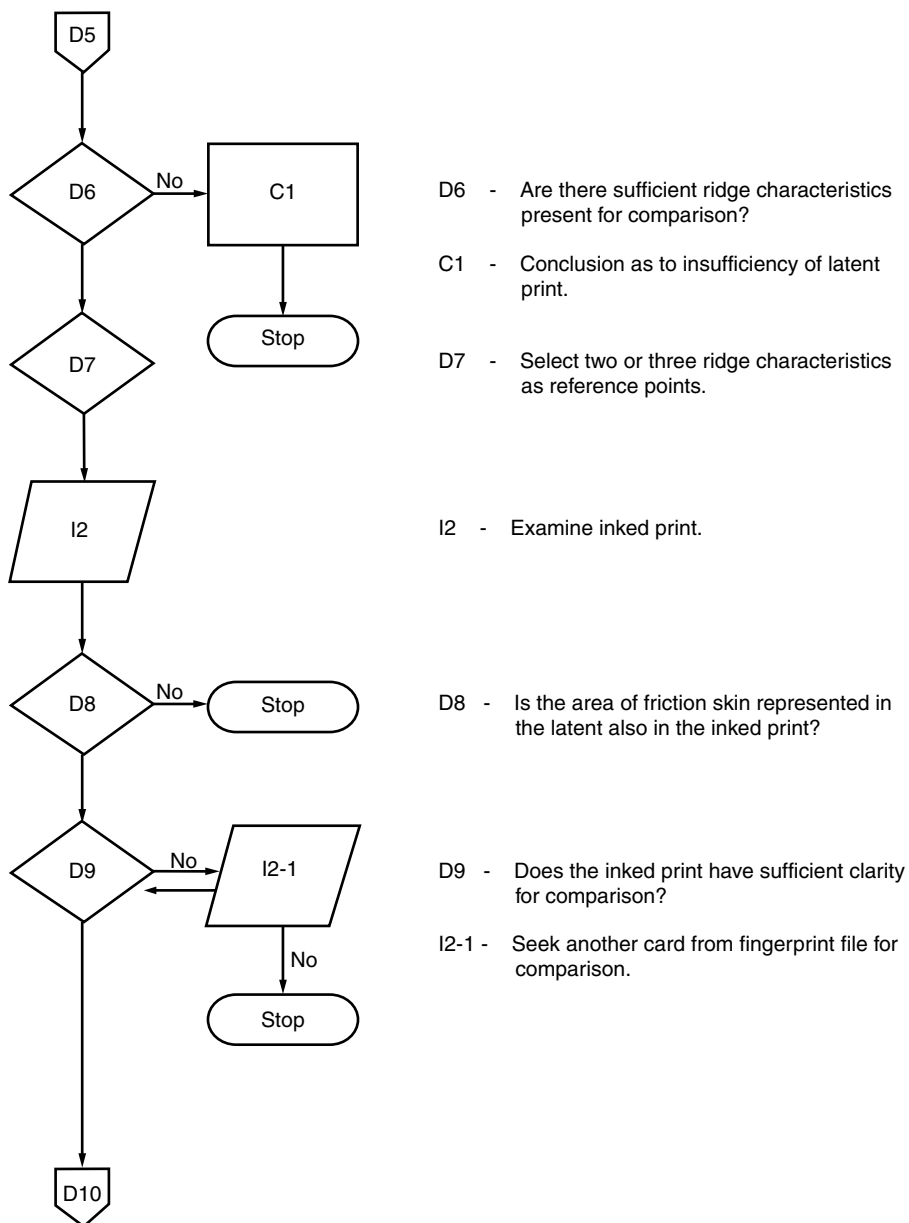 D5
D6
No
C1
D6 - Are there sufficient ridge characteristics
present for comparison?
C1 - Conclusion as to insufficiency of latent
print.
Stop
D7
D7 - Select two or three ridge characteristics
as reference points.
I2
I2 - Examine inked print.
D8
No
Stop
D8 - Is the area of friction skin represented in
the latent also in the inked print?
D9
No
I2-1
D9 - Does the inked print have sufficient clarity
for comparison?
I2-1 - Seek another card from fingerprint file for
comparison.
No
Stop
D10